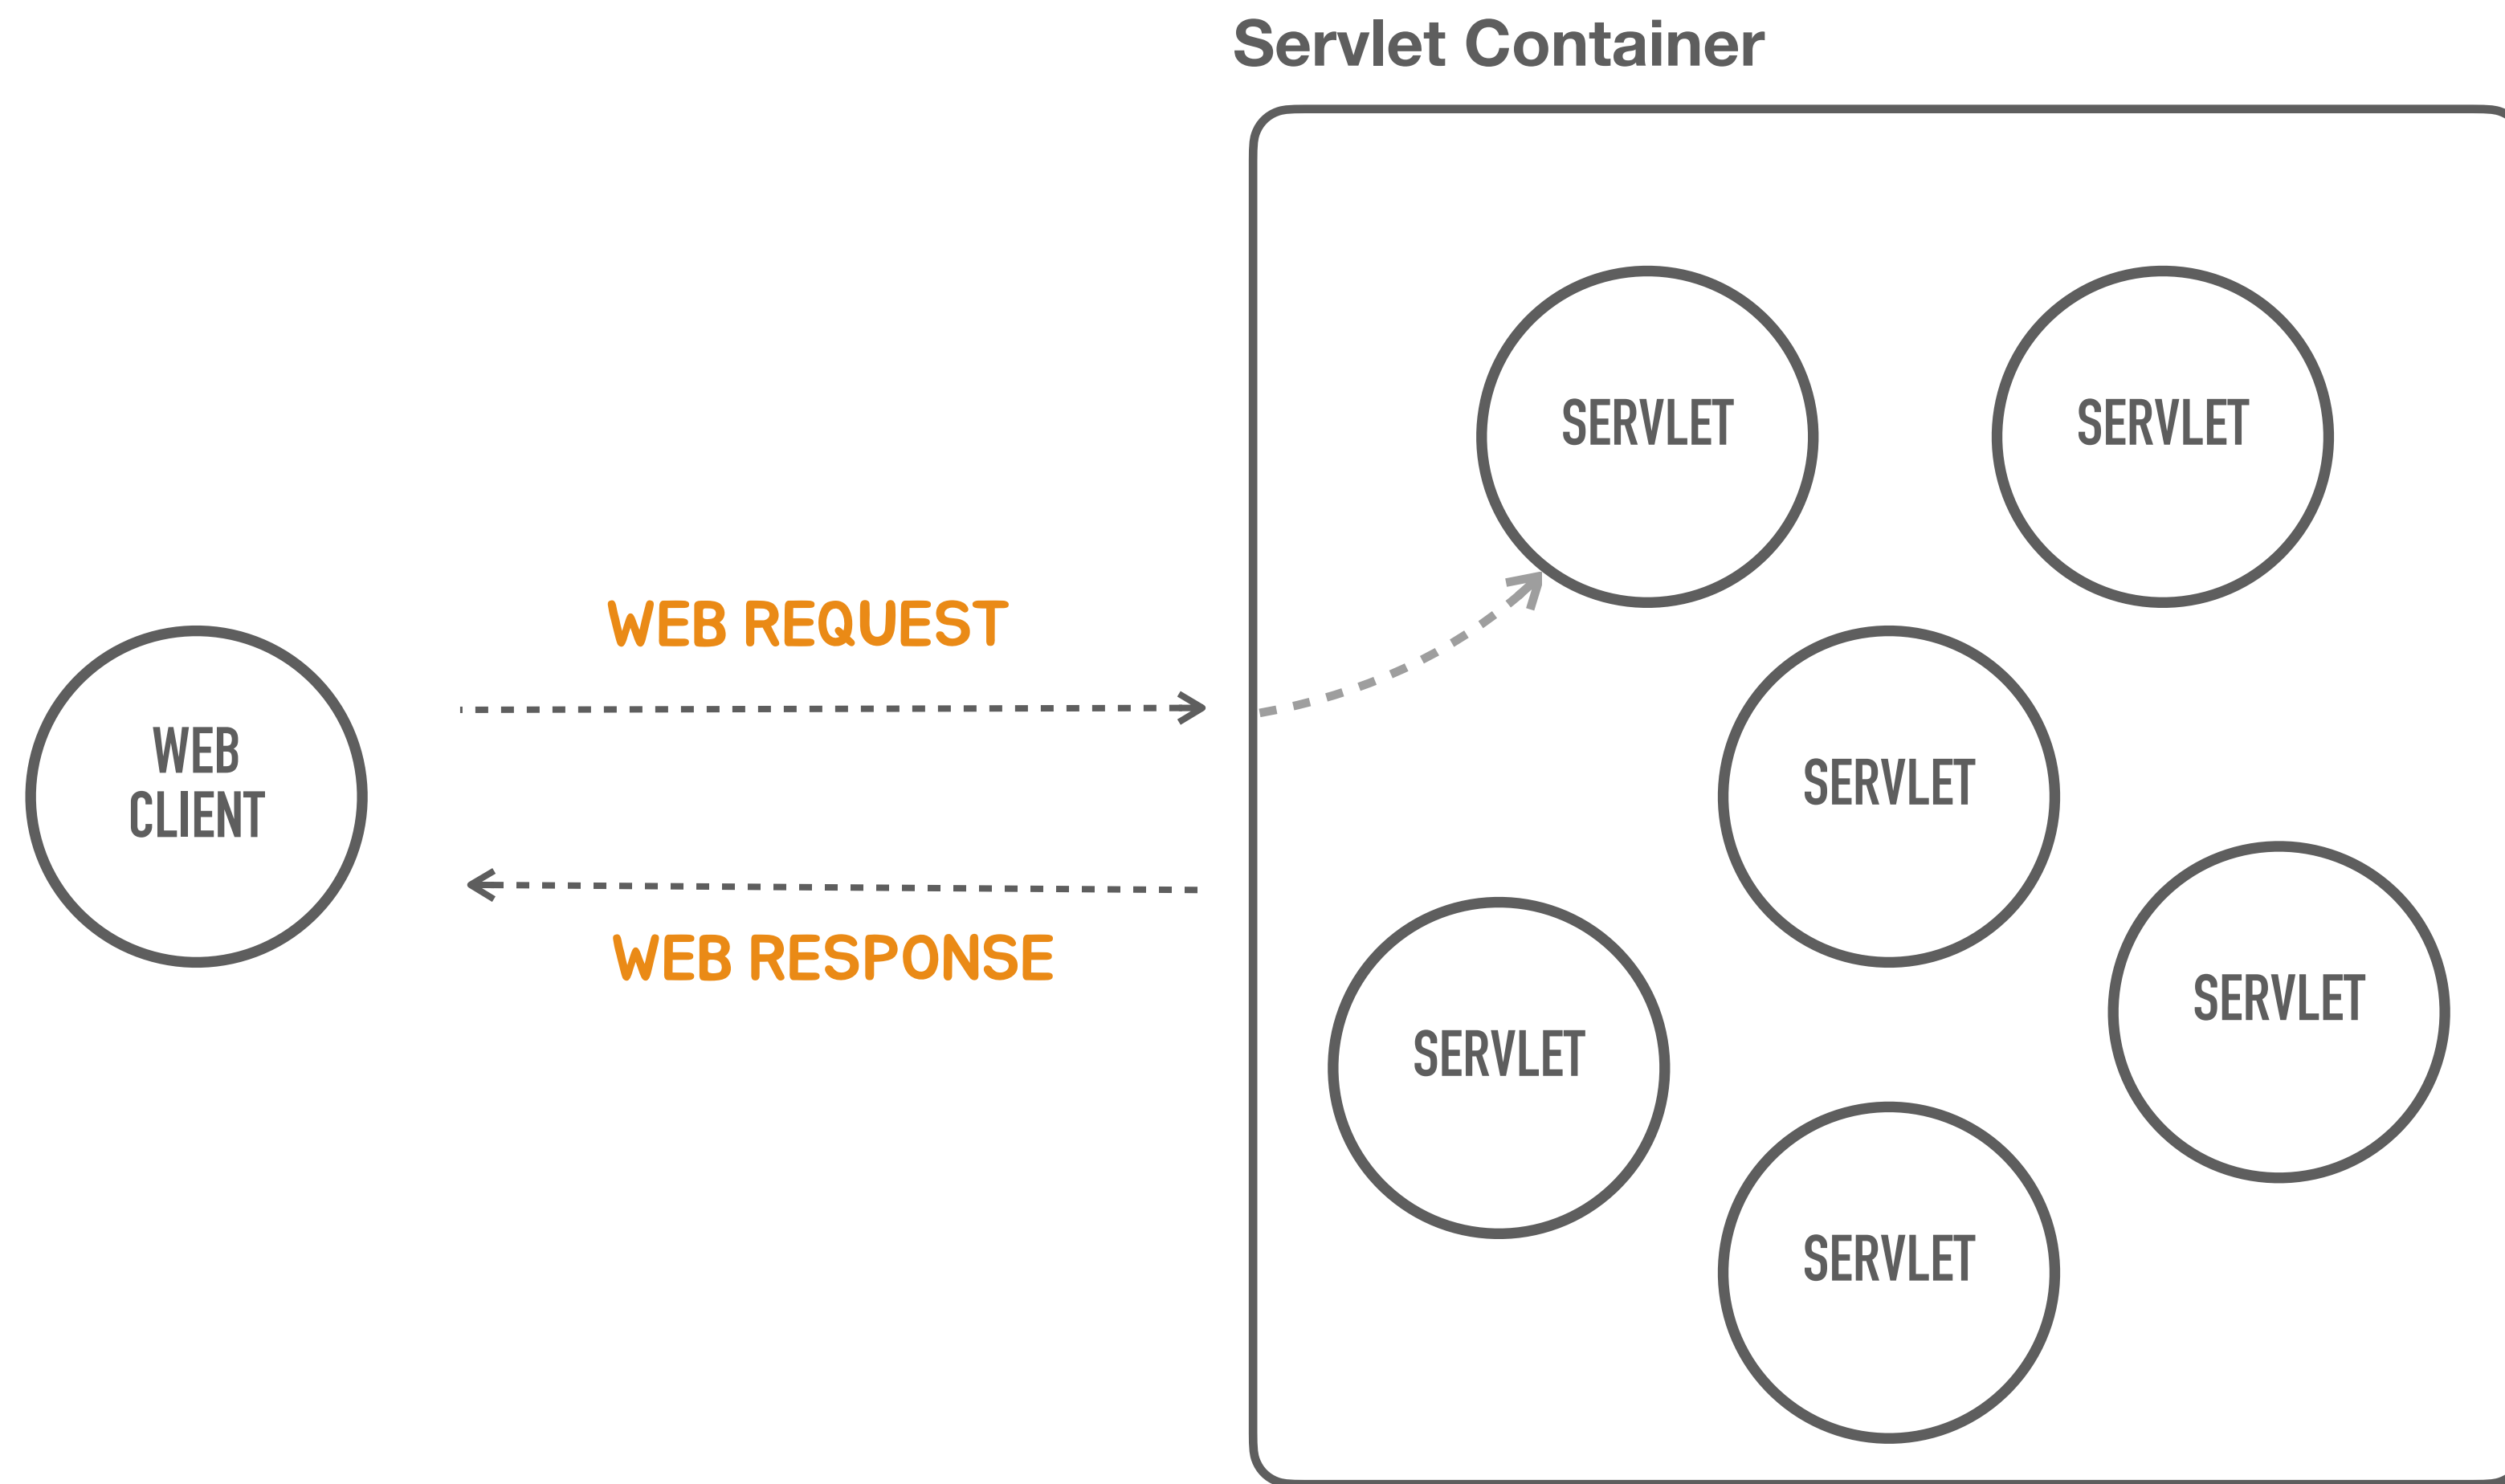 Servlet Container
SERVLET
SERVLET
WEB REQUEST
WEB
CLIENT
SERVLET
WEB RESPONSE
SERVLET
SERVLET
SERVLET